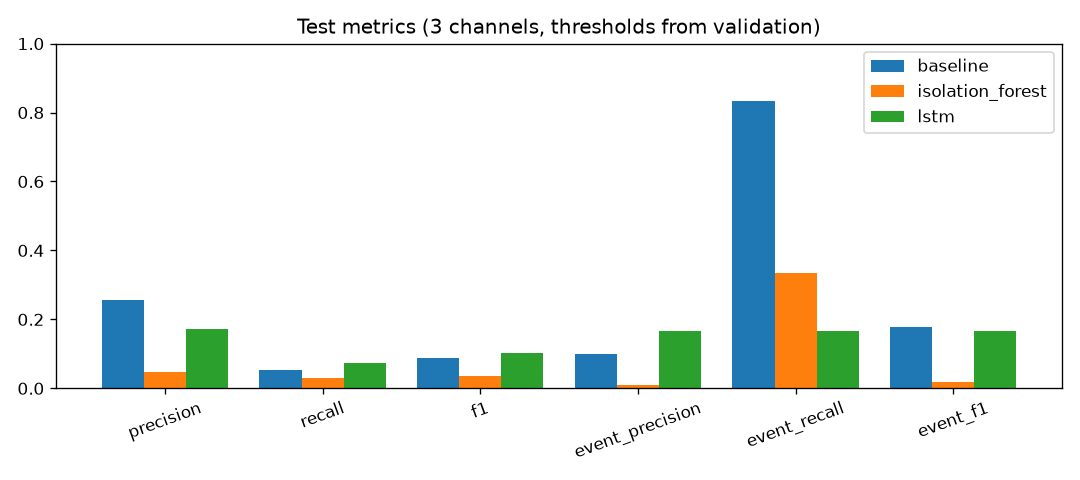 Test metrics (3 channels, thresholds from validation)
1.0
0.8
0.6
0.4
0.2
0.0
baseline
isolation_forest
lstm
precision
recall
f1
event_precision
event_recall
event_f1